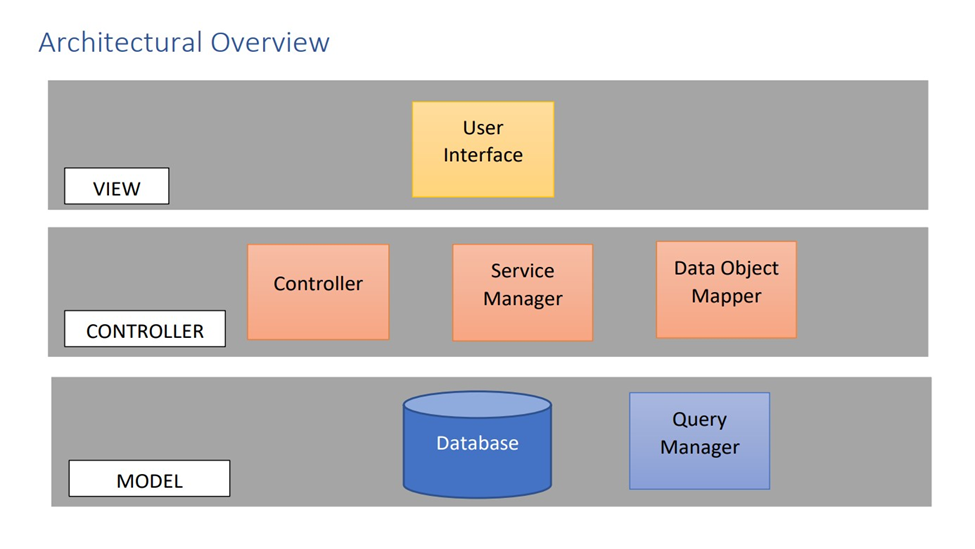 Architectural Overview
User
Interface
VIEW
Controller
Service
Manager
Data Object
Mapper
CONTROLLER
Database
Query
Manager
MODEL